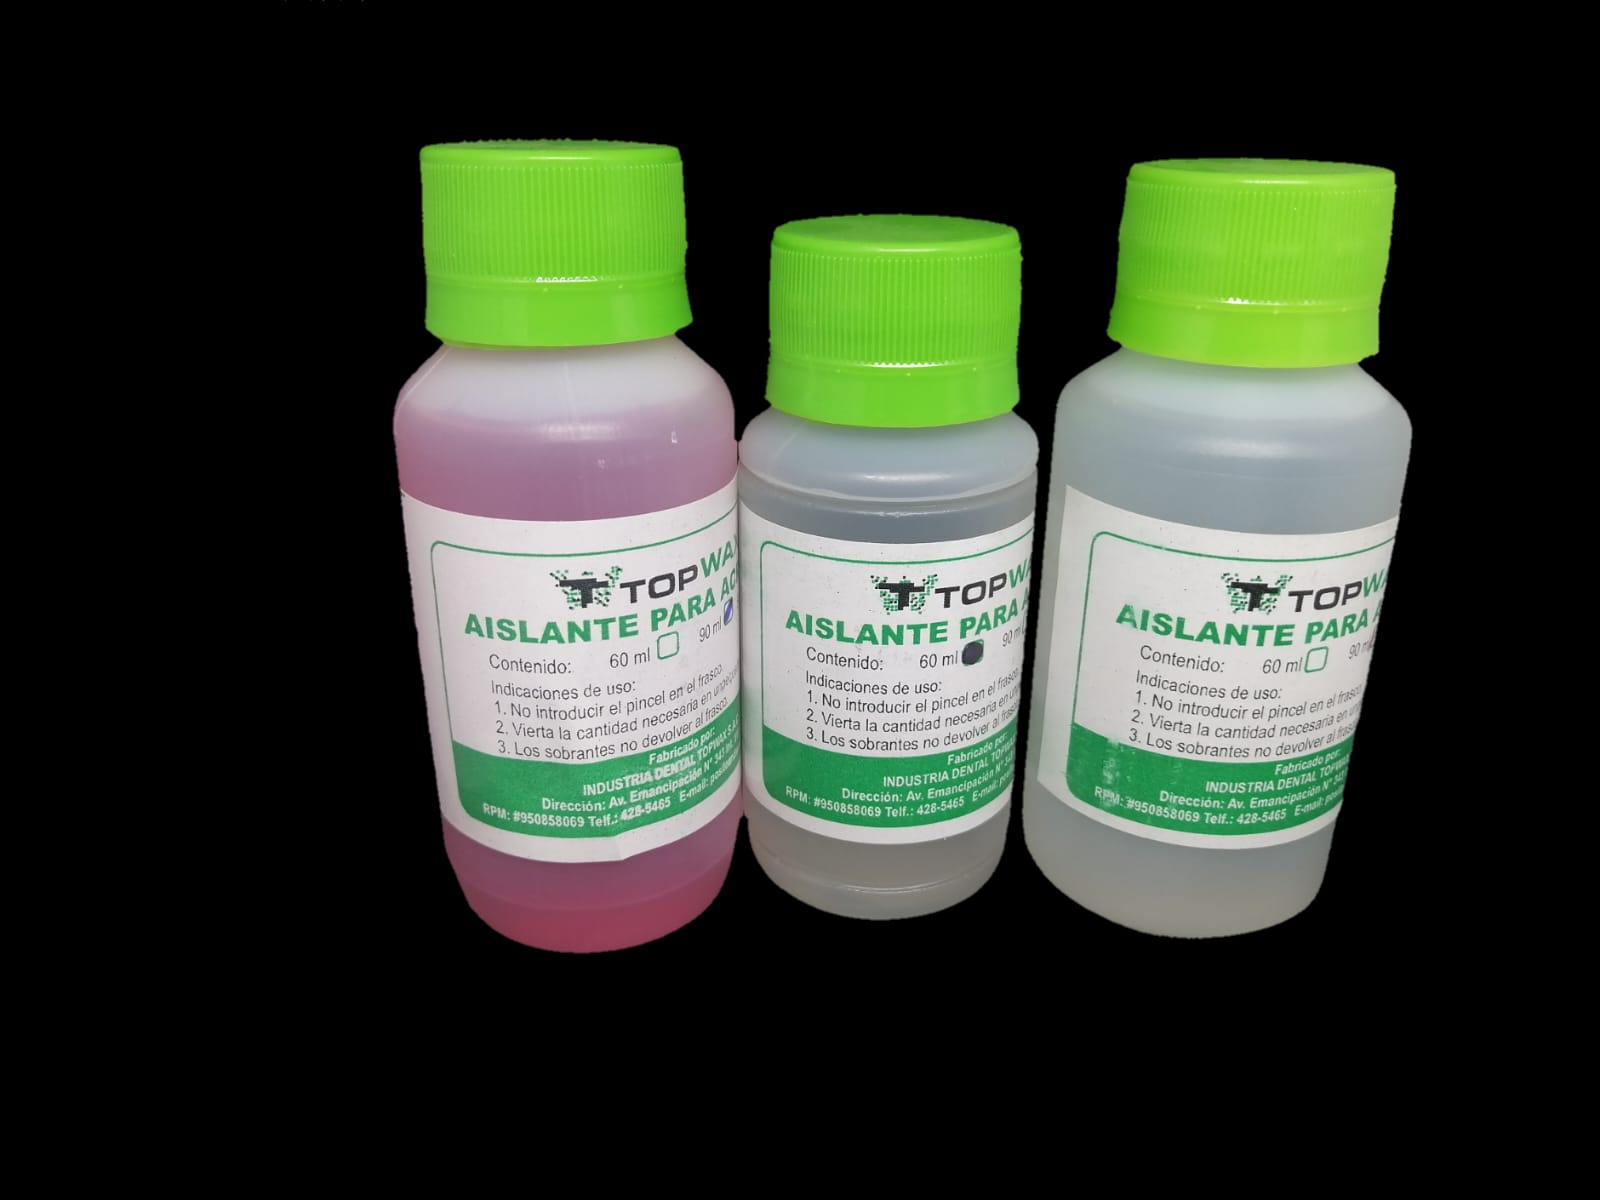 TOPWAX
AISLANTE PARA
Contenido: 60 ml 90 ml
Indicaciones de uso:
1. No introducir el pincel en el frasco.
2. Vierta la cantidad necesaria en un
3. Los sobrantes no devolver al frasco.
Fabricado por:
INDUSTRIA DENTAL TOPWAX S.A.C.
Dirección: Av. Emancipación N° 343
RPM: #950858069 Telf.: 428-5465 E-mail:
TOPWA
AISLANTE PARA
Contenido: 60 ml 90 ml
Indicaciones de uso:
1. No introducir el pincel en el frasco.
2. Vierta la cantidad necesaria en
3. Los sobrantes no devolver al
Fabricado por:
INDUSTRIA DENTAL TOPWAX
Dirección: Av. Emancipación N° 343
RPM: #950858069 Telf.: 428-5465 E-mail:
TOPWA
AISLANTE PARA
Contenido: 60 ml 90 ml
Indicaciones de uso:
1. No introducir el pincel en el frasco
2. Vierta la cantidad necesaria en
3. Los sobrantes no devolver al
Fabricado por:
INDUSTRIA DENTAL TOPWA
Dirección: Av. Emancipación N° 343
RPM: #950858069 Telf.: 428-5465 E-mail: